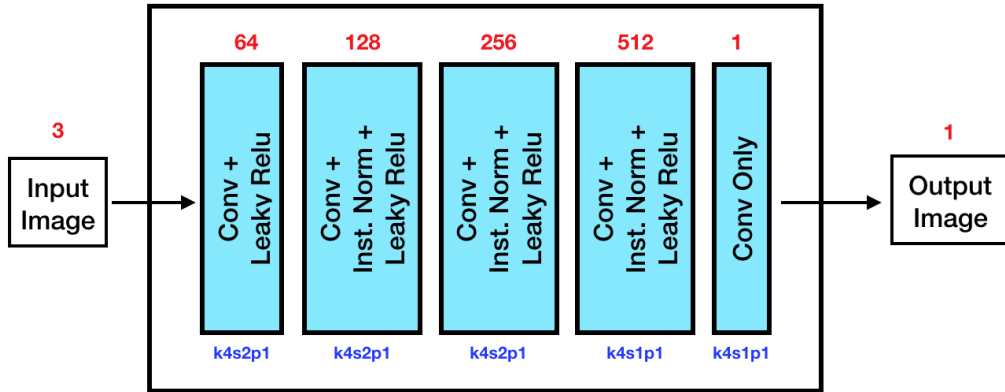 3
Input
Image
64
Conv +
Leaky Relu
k4s2p1
128
Conv +
Inst. Norm +
Leaky Relu
k4s2p1
256
Conv +
Inst. Norm +
Leaky Relu
k4s2p1
512
Conv +
Inst. Norm +
Leaky Relu
k4s1p1
1
Conv Only
k4s1p1
1
Output
Image